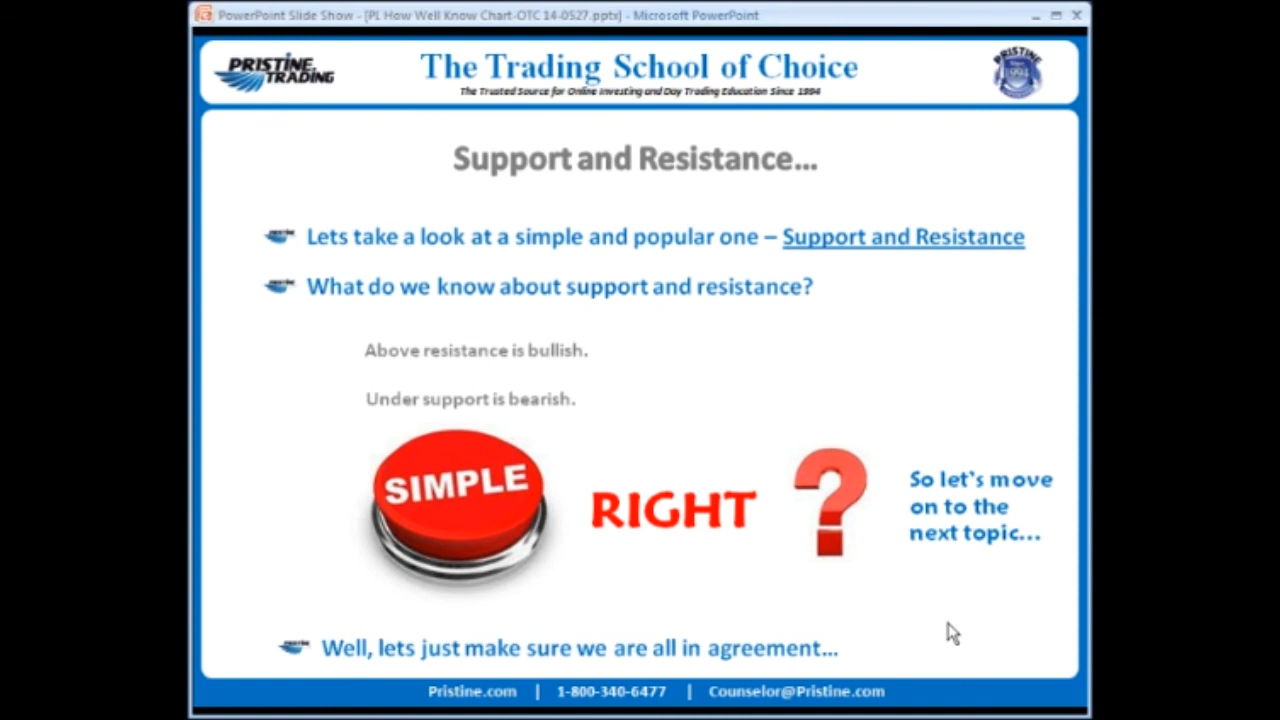 PowerPoint Slide Show - [PL How Well Know Chart-OTC 14-0527.pptx] - Microsoft PowerPoint
PRISTINE.
TRADING
The Trading School of Choice
The Trusted Source for Online Investing and Day Trading Education Since 1994
PRISTINE
1994
Support and Resistance...
Lets take a look at a simple and popular one – Support and Resistance
What do we know about support and resistance?
Above resistance is bullish.
Under support is bearish.
SIMPLE
RIGHT
?
So let's move
on to the
next topic...
Well, lets just make sure we are all in agreement...
Pristine.com | 1-800-340-6477 | Counselor@Pristine.com